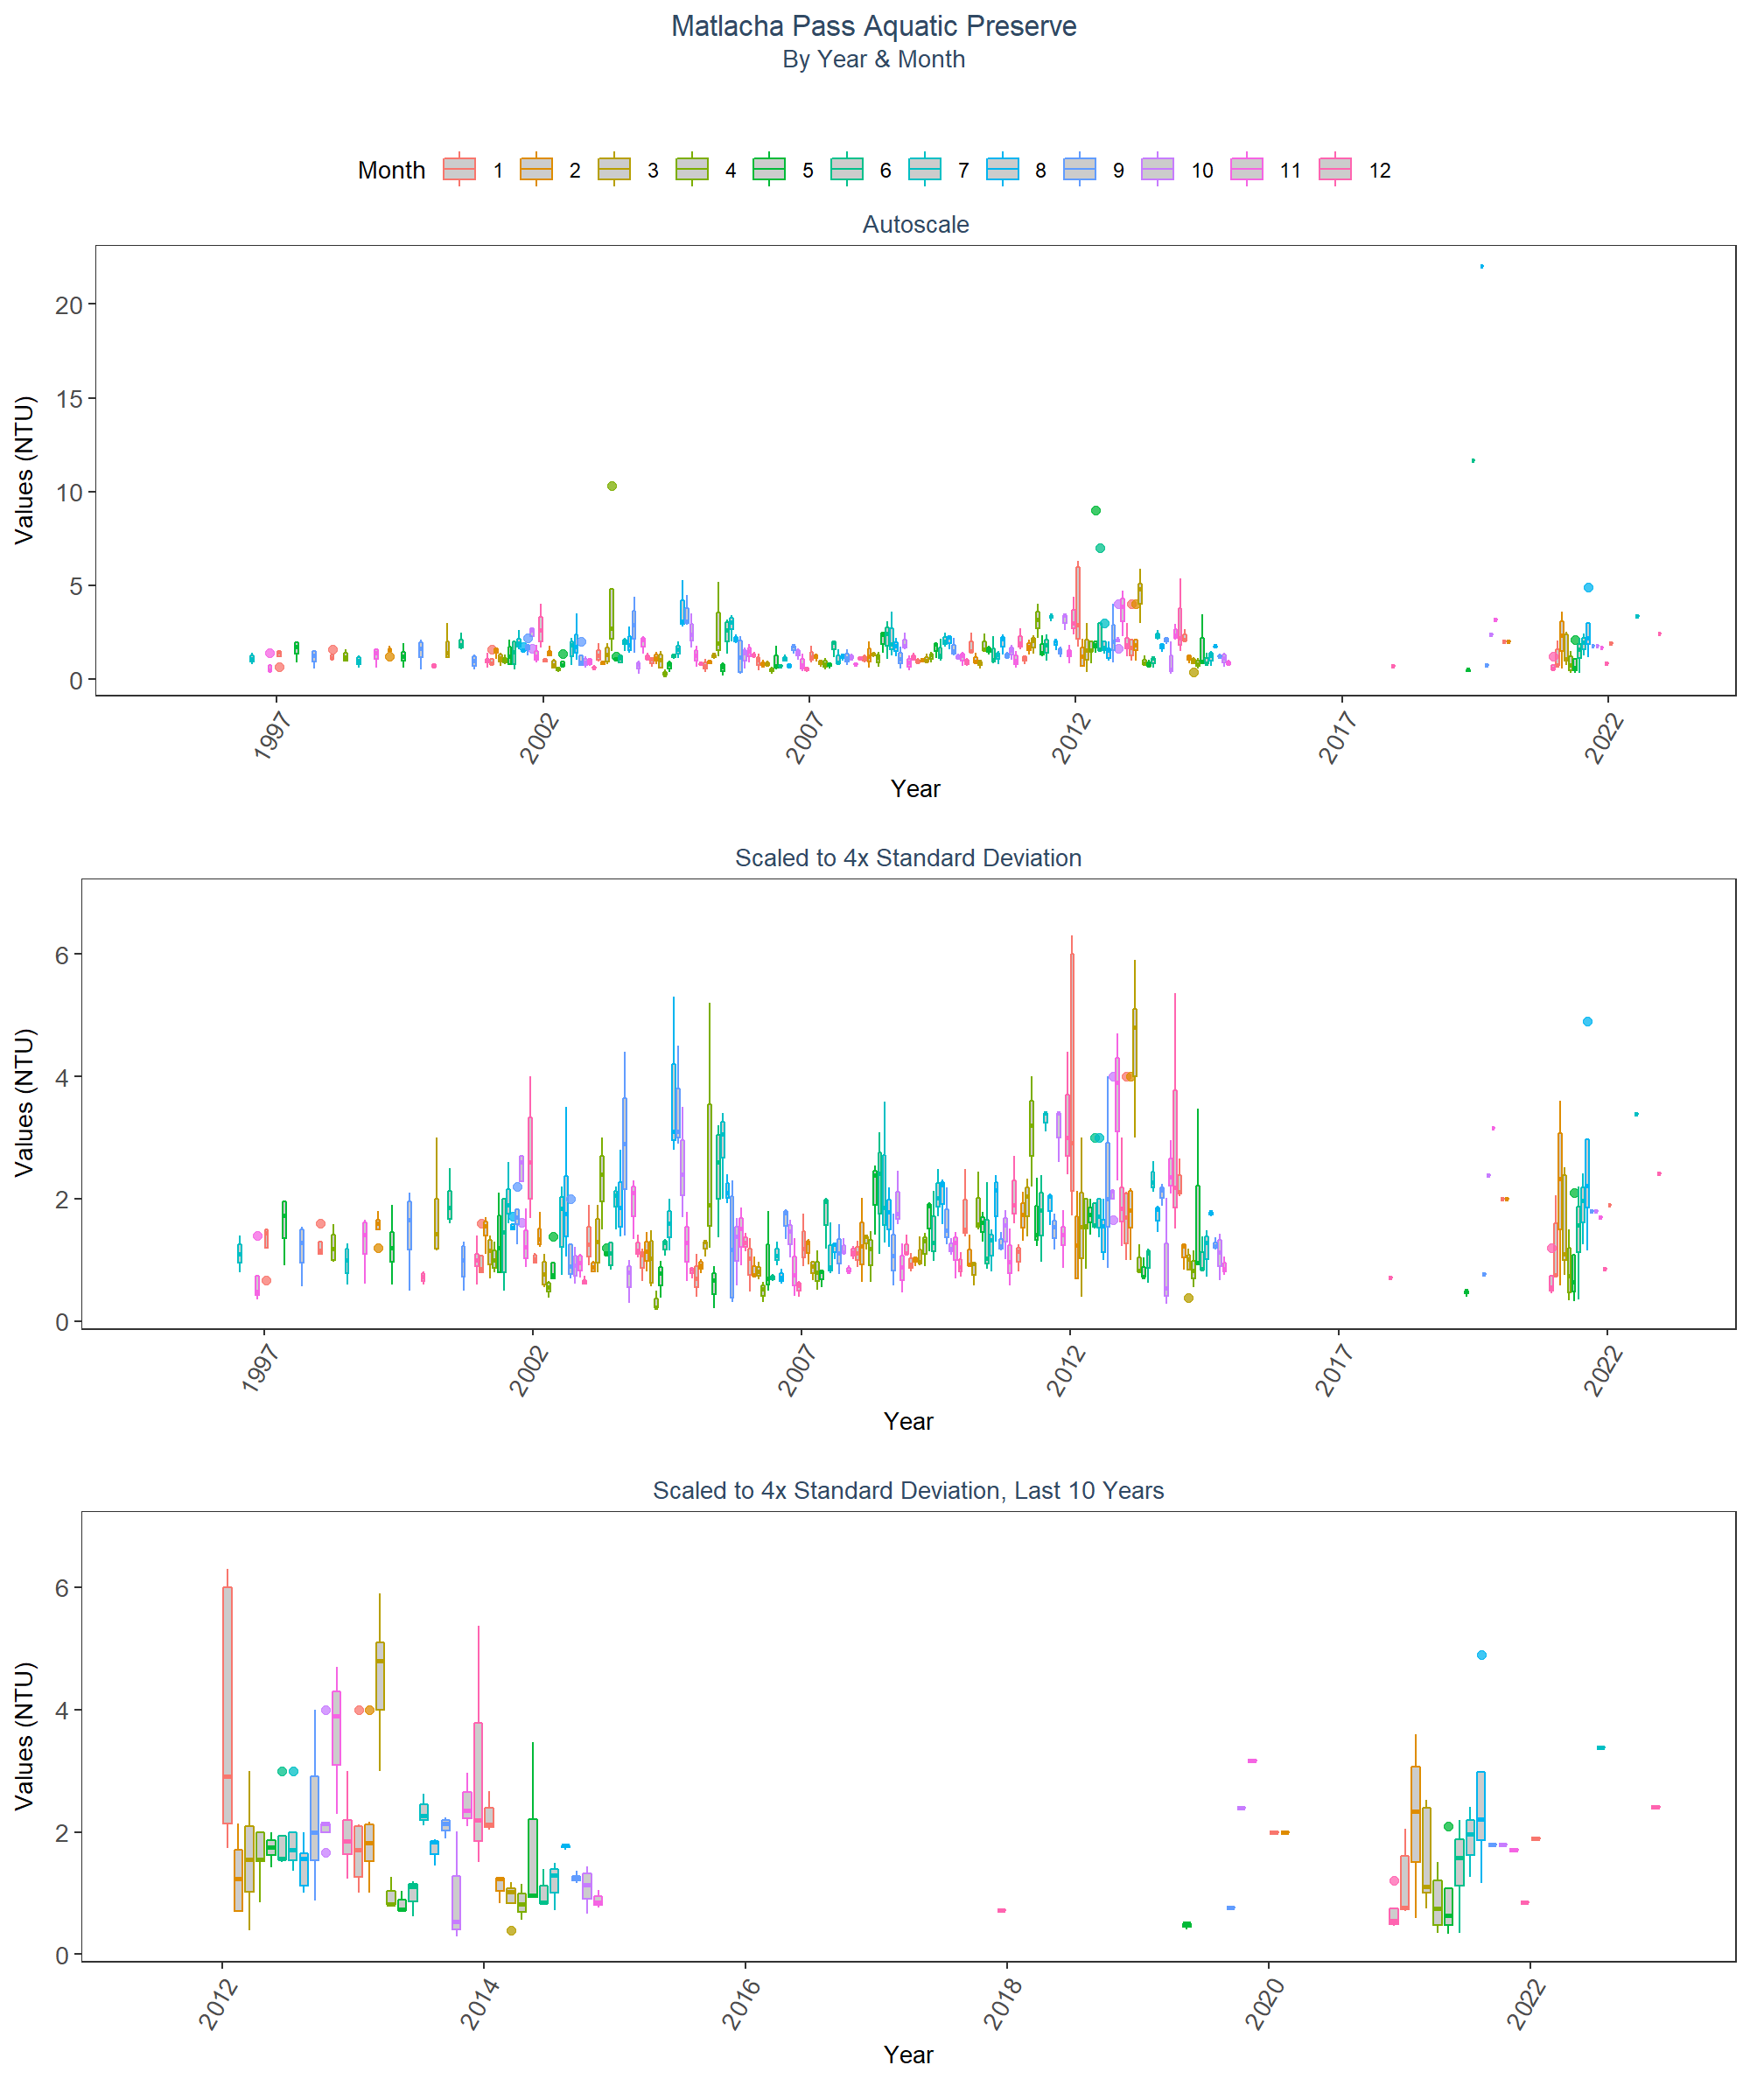 Matlacha Pass Aquatic Preserve
By Year & Month
Month 1 2 3 4 5 6 7 8 9 10 11 12
Autoscale
Values (NTU)
20
15
10
5
0
1997 2002 2007 2012 2017 2022
Year
Scaled to 4x Standard Deviation
Values (NTU)
6
4
2
0
1997 2002 2007 2012 2017 2022
Year
Scaled to 4x Standard Deviation, Last 10 Years
Values (NTU)
6
4
2
0
2012 2014 2016 2018 2020 2022
Year